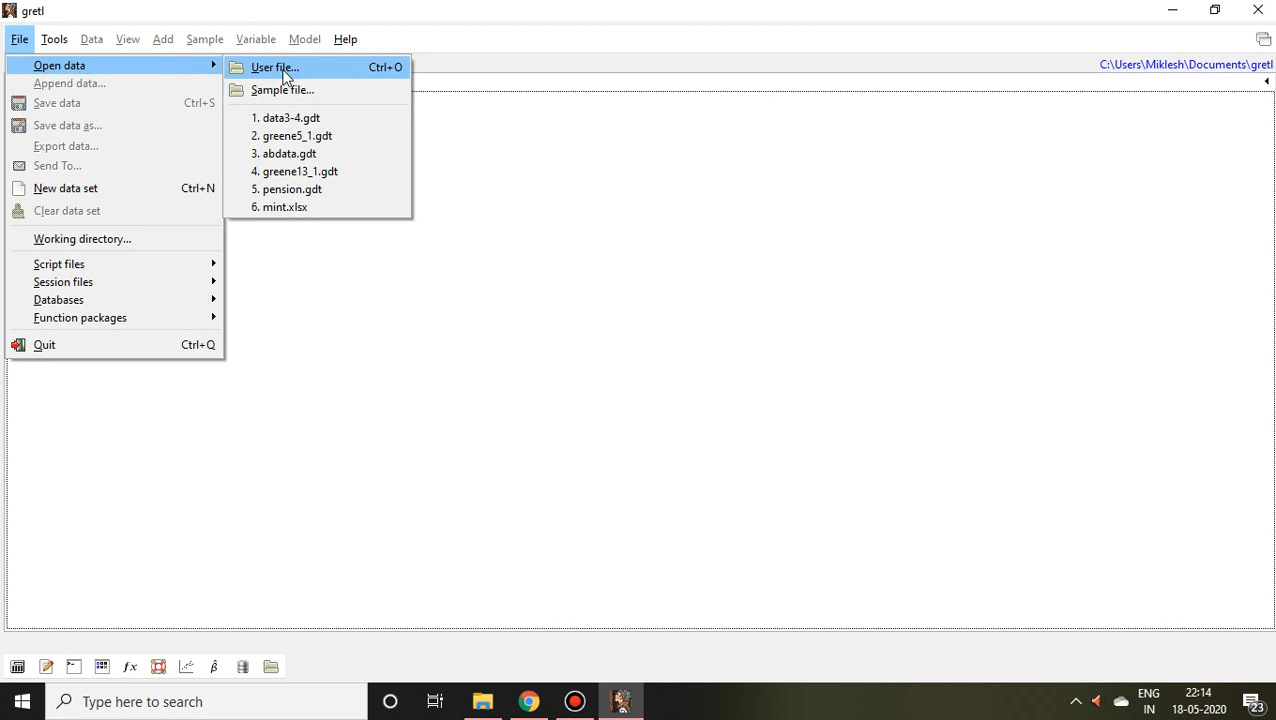 gretl
File Tools Data View Add Sample Variable Model Help
C:\Users\Miklesh\Documents\gretl
Open data
Append data...
Save data Ctrl+S
Save data as...
Export data...
Send To...
New data set Ctrl+N
Clear data set
Working directory...
Script files
Session files
Databases
Function packages
Quit Ctrl+Q
User file... Ctrl+O
Sample file...
1. data3-4.gdt
2. greene5_1.gdt
3. abdata.gdt
4. greene13_1.gdt
5. pension.gdt
6. mint.xlsx
fx β̂
Type here to search
ENG
IN
22:14
18-05-2020
23